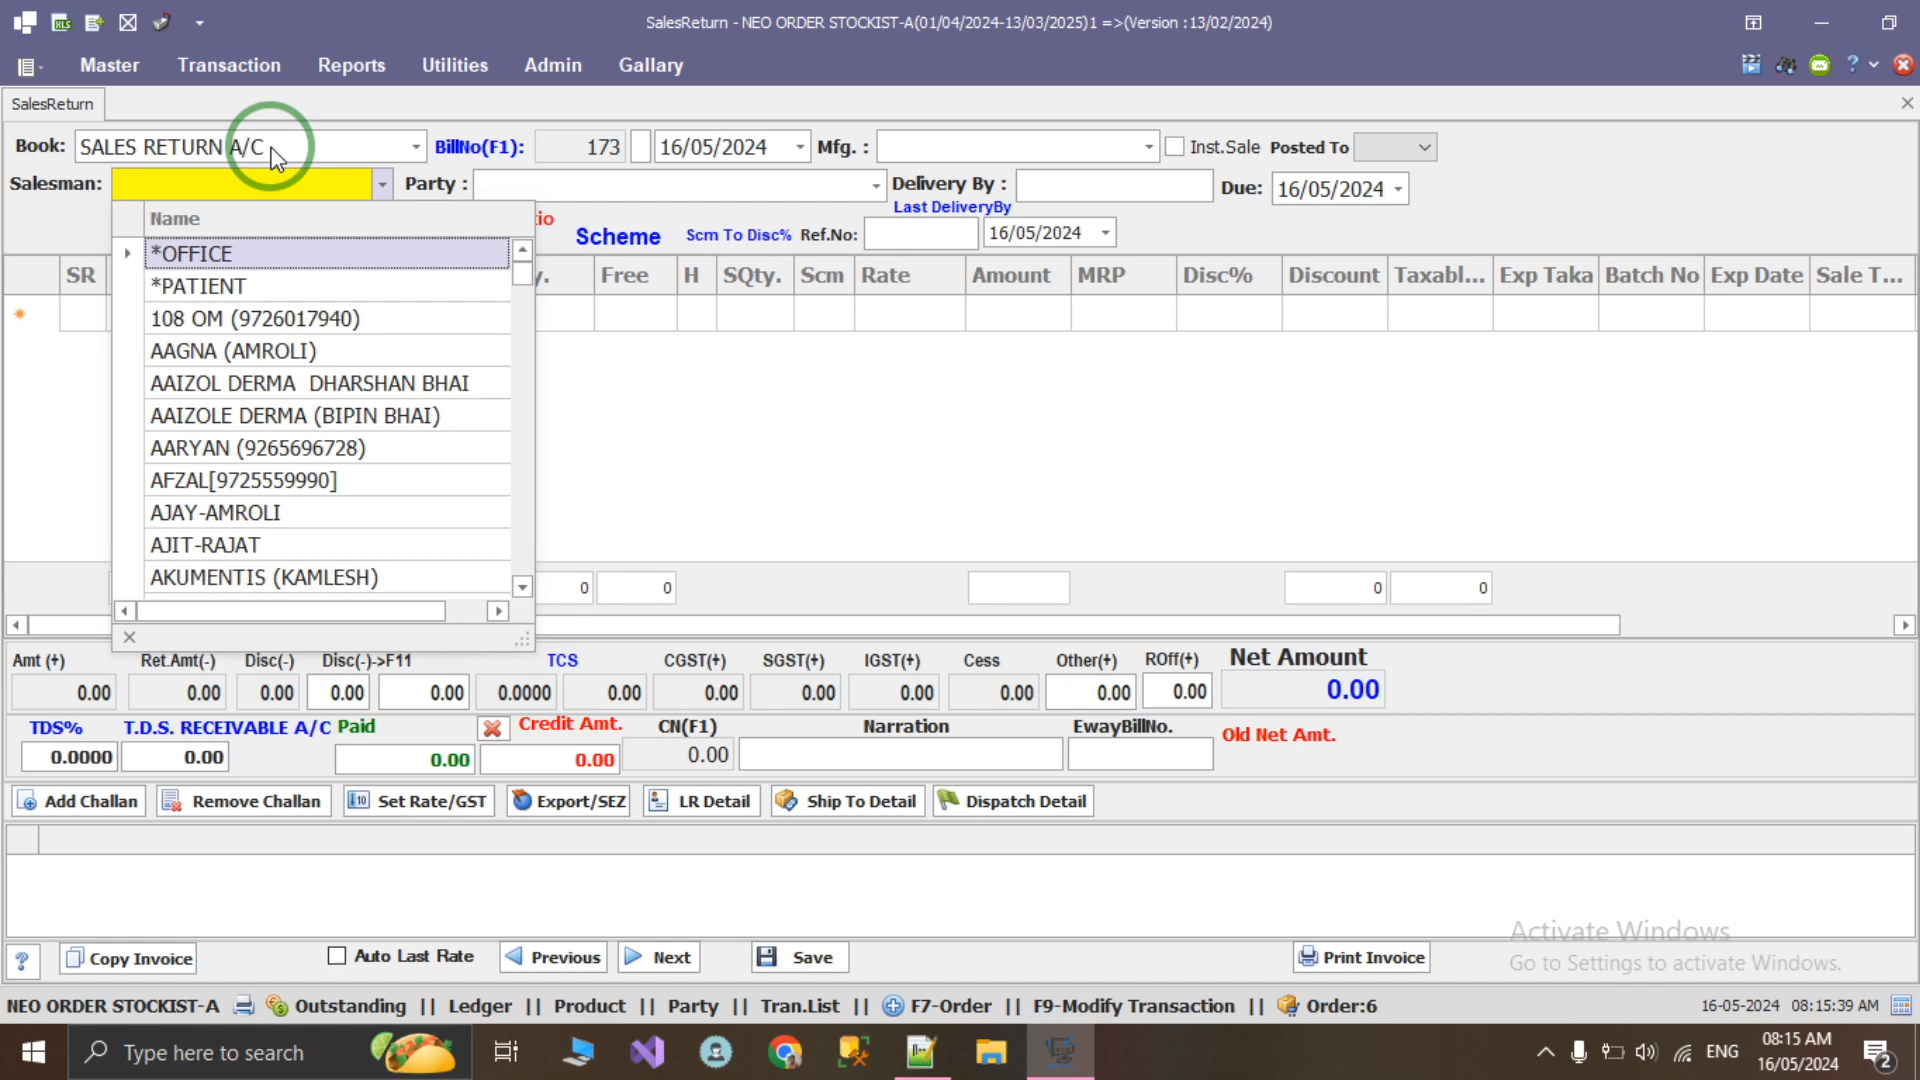 SalesReturn - NEO ORDER STOCKIST-A(01/04/2024-13/03/2025)1 =>(Version :13/02/2024)
Master Transaction Reports Utilities Admin Gallary
SalesReturn
Book: SALES RETURN A/C BillNo(F1): 173 16/05/2024 Mfg. : Inst.Sale Posted To
Salesman: Party : Delivery By : Due: 16/05/2024
Last DeliveryBy
Name
io Scheme Scm To Disc% Ref.No: 16/05/2024
SR y. Free H SQty. Scm Rate Amount MRP Disc% Discount Taxabl... Exp Taka Batch No Exp Date Sale T...
*OFFICE
*PATIENT
108 OM (9726017940)
AAGNA (AMROLI)
AAIZOL DERMA DHARSHAN BHAI
AAIZOLE DERMA (BIPIN BHAI)
AARYAN (9265696728)
AFZAL[9725559990]
AJAY-AMROLI
AJIT-RAJAT
AKUMENTIS (KAMLESH)
0 0 0 0
Amt (+) Ret.Amt(-) Disc(-) Disc(-)->F11 TCS CGST(+) SGST(+) IGST(+) Cess Other(+) ROff(+) Net Amount
0.00 0.00 0.00 0.00 0.00 0.0000 0.00 0.00 0.00 0.00 0.00 0.00 0.00 0.00
TDS% T.D.S. RECEIVABLE A/C Paid Credit Amt. CN(F1) Narration EwayBillNo. Old Net Amt.
0.0000 0.00 0.00 0.00 0.00
Add Challan Remove Challan Set Rate/GST Export/SEZ LR Detail Ship To Detail Dispatch Detail
Activate Windows
Go to Settings to activate Windows.
Copy Invoice Auto Last Rate Previous Next Save Print Invoice
NEO ORDER STOCKIST-A Outstanding || Ledger || Product || Party || Tran.List || F7-Order || F9-Modify Transaction || Order:6 16-05-2024 08:15:39 AM
Type here to search ENG 08:15 AM
16/05/2024 2